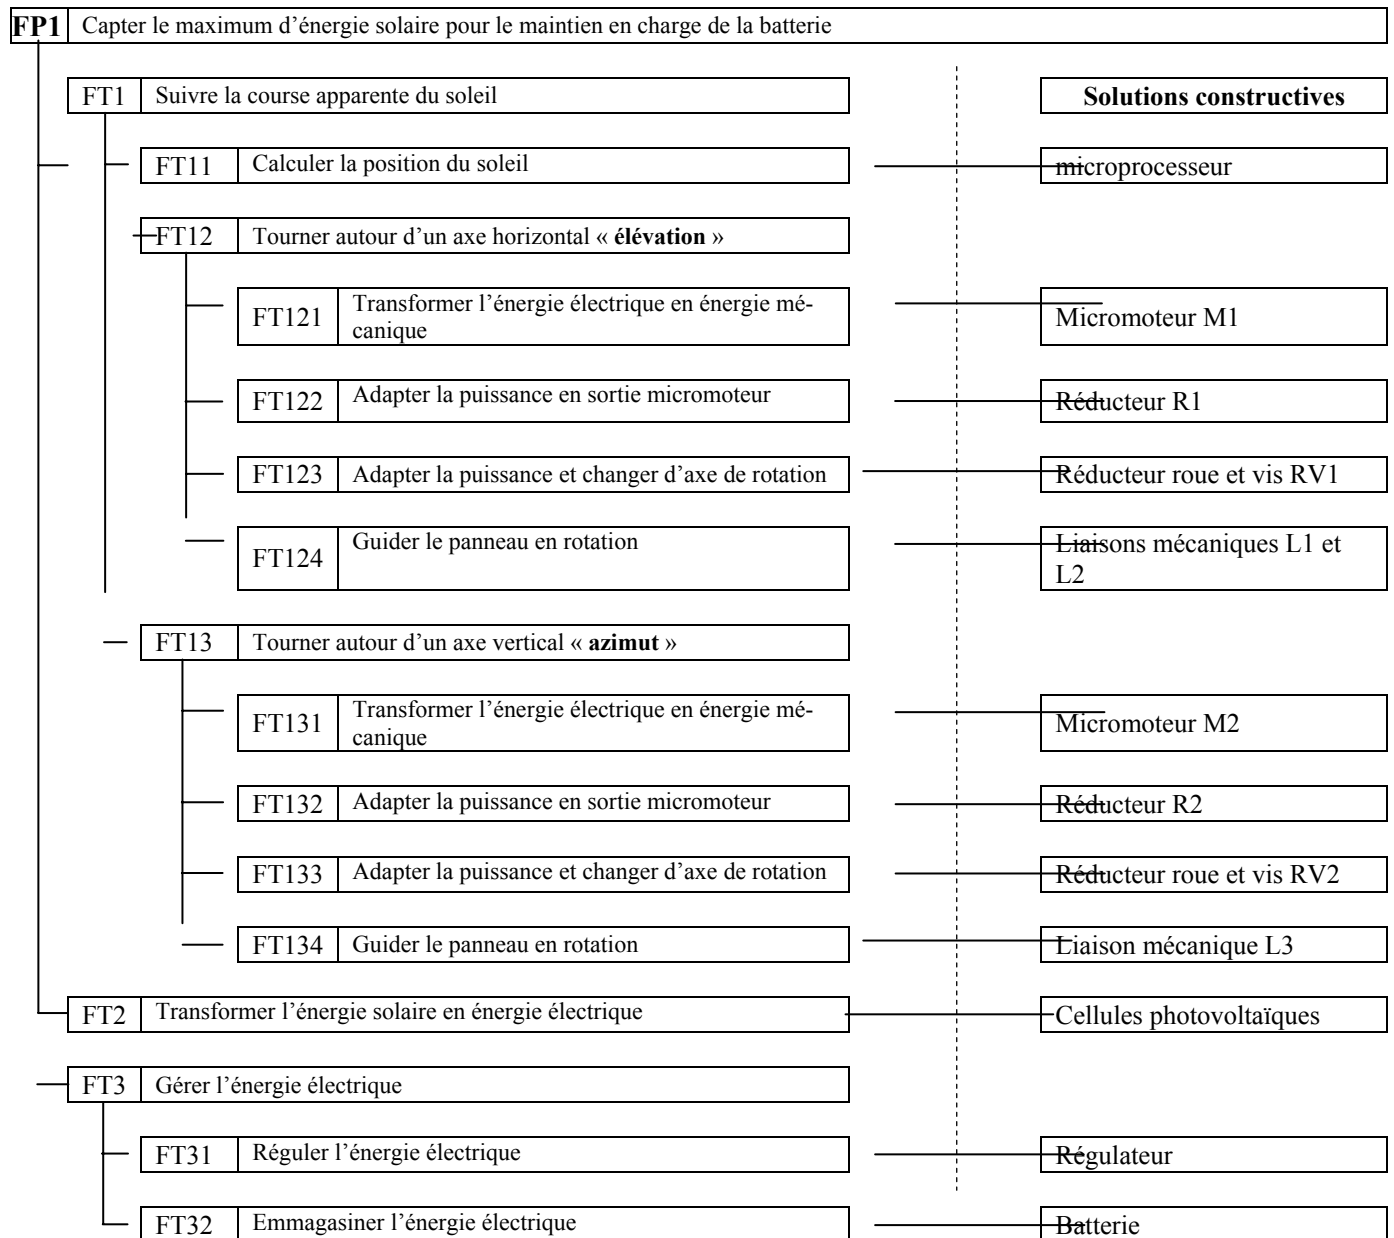 FP1 Capter le maximum d’énergie solaire pour le maintien en charge de la batterie
FT1 Suivre la course apparente du soleil Solutions constructives
FT11 Calculer la position du soleil microprocesseur
FT12 Tourner autour d’un axe horizontal « élévation »
FT121 Transformer l’énergie électrique en énergie mé-
canique
Micromoteur M1
FT122 Adapter la puissance en sortie micromoteur Réducteur R1
FT123 Adapter la puissance et changer d’axe de rotation Réducteur roue et vis RV1
FT124 Guider le panneau en rotation Liaisons mécaniques L1 et
L2
FT13 Tourner autour d’un axe vertical « azimut »
FT131 Transformer l’énergie électrique en énergie mé-
canique
Micromoteur M2
FT132 Adapter la puissance en sortie micromoteur Réducteur R2
FT133 Adapter la puissance et changer d’axe de rotation Réducteur roue et vis RV2
FT134 Guider le panneau en rotation Liaison mécanique L3
FT2 Transformer l’énergie solaire en énergie électrique Cellules photovoltaïques
FT3 Gérer l’énergie électrique
FT31 Réguler l’énergie électrique Régulateur
FT32 Emmagasiner l’énergie électrique Batterie